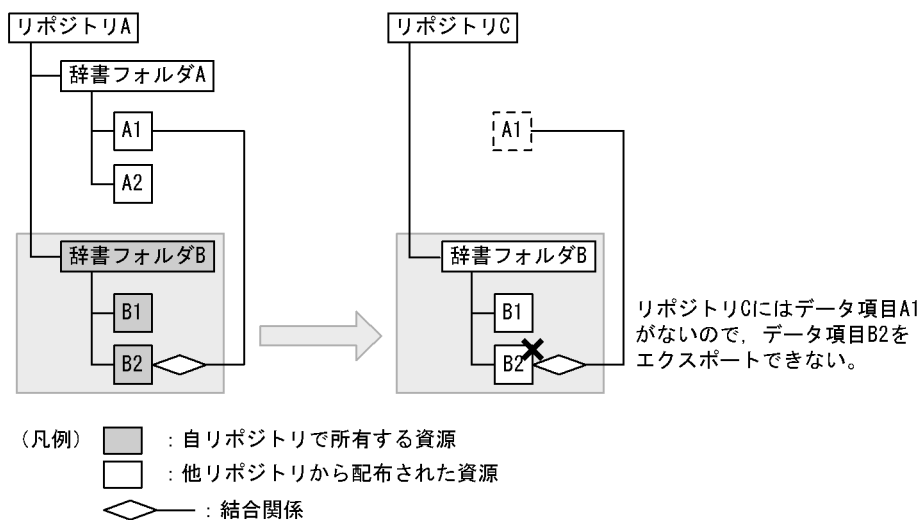 リポジトリA
辞書フォルダA
A1
A2
辞書フォルダB
B1
B2
リポジトリC
A1
辞書フォルダB
B1
B2
リポジトリCにはデータ項目A1
がないので，データ項目B2を
エクスポートできない。
（凡例）
：自リポジトリで所有する資源
：他リポジトリから配布された資源
：結合関係